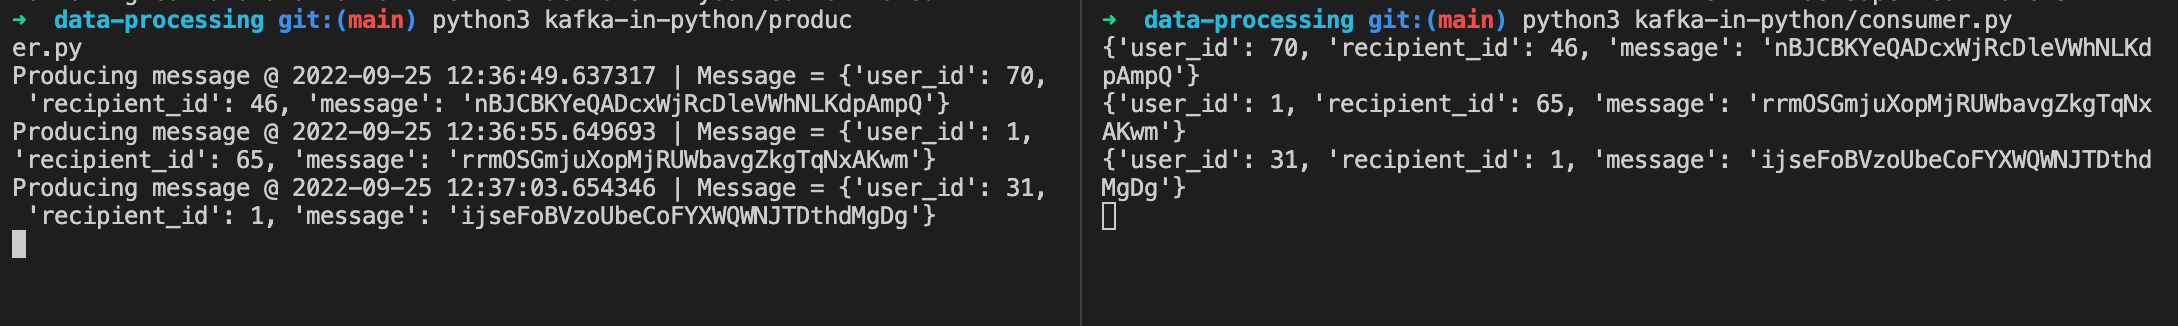 ➜  data-processing git:(main) python3 kafka-in-python/produc
er.py
Producing message @ 2022-09-25 12:36:49.637317 | Message = {'user_id': 70,
 'recipient_id': 46, 'message': 'nBJCBKYeQADcxWjRcDleVWhNLKdpAmpQ'}
Producing message @ 2022-09-25 12:36:55.649693 | Message = {'user_id': 1,
'recipient_id': 65, 'message': 'rrmOSGmjuXopMjRUWbavgZkgTqNxAKwm'}
Producing message @ 2022-09-25 12:37:03.654346 | Message = {'user_id': 31,
 'recipient_id': 1, 'message': 'ijseFoBVzoUbeCoFYXWQWNJTDthdMgDg'}
➜  data-processing git:(main) python3 kafka-in-python/consumer.py
{'user_id': 70, 'recipient_id': 46, 'message': 'nBJCBKYeQADcxWjRcDleVWhNLKd
pAmpQ'}
{'user_id': 1, 'recipient_id': 65, 'message': 'rrmOSGmjuXopMjRUWbavgZkgTqNx
AKwm'}
{'user_id': 31, 'recipient_id': 1, 'message': 'ijseFoBVzoUbeCoFYXWQWNJTDthd
MgDg'}